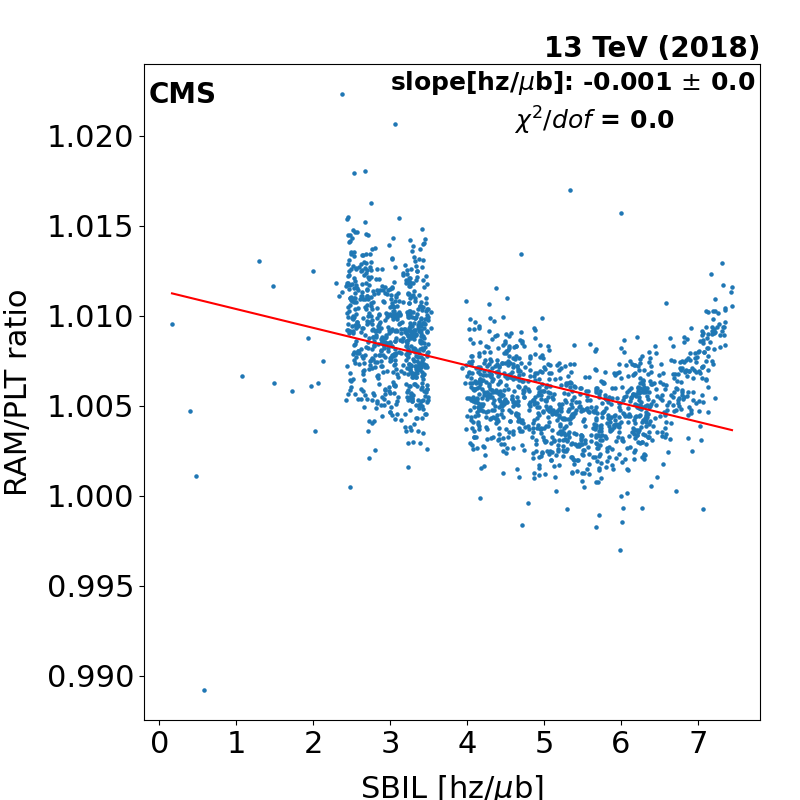 13 TeV (2018)
CMS
slope[hz/μb]: -0.001 ± 0.0
χ²/dof = 0.0
RAM/PLT ratio
1.020
1.015
1.010
1.005
1.000
0.995
0.990
0 1 2 3 4 5 6 7
SBIL [hz/μb]